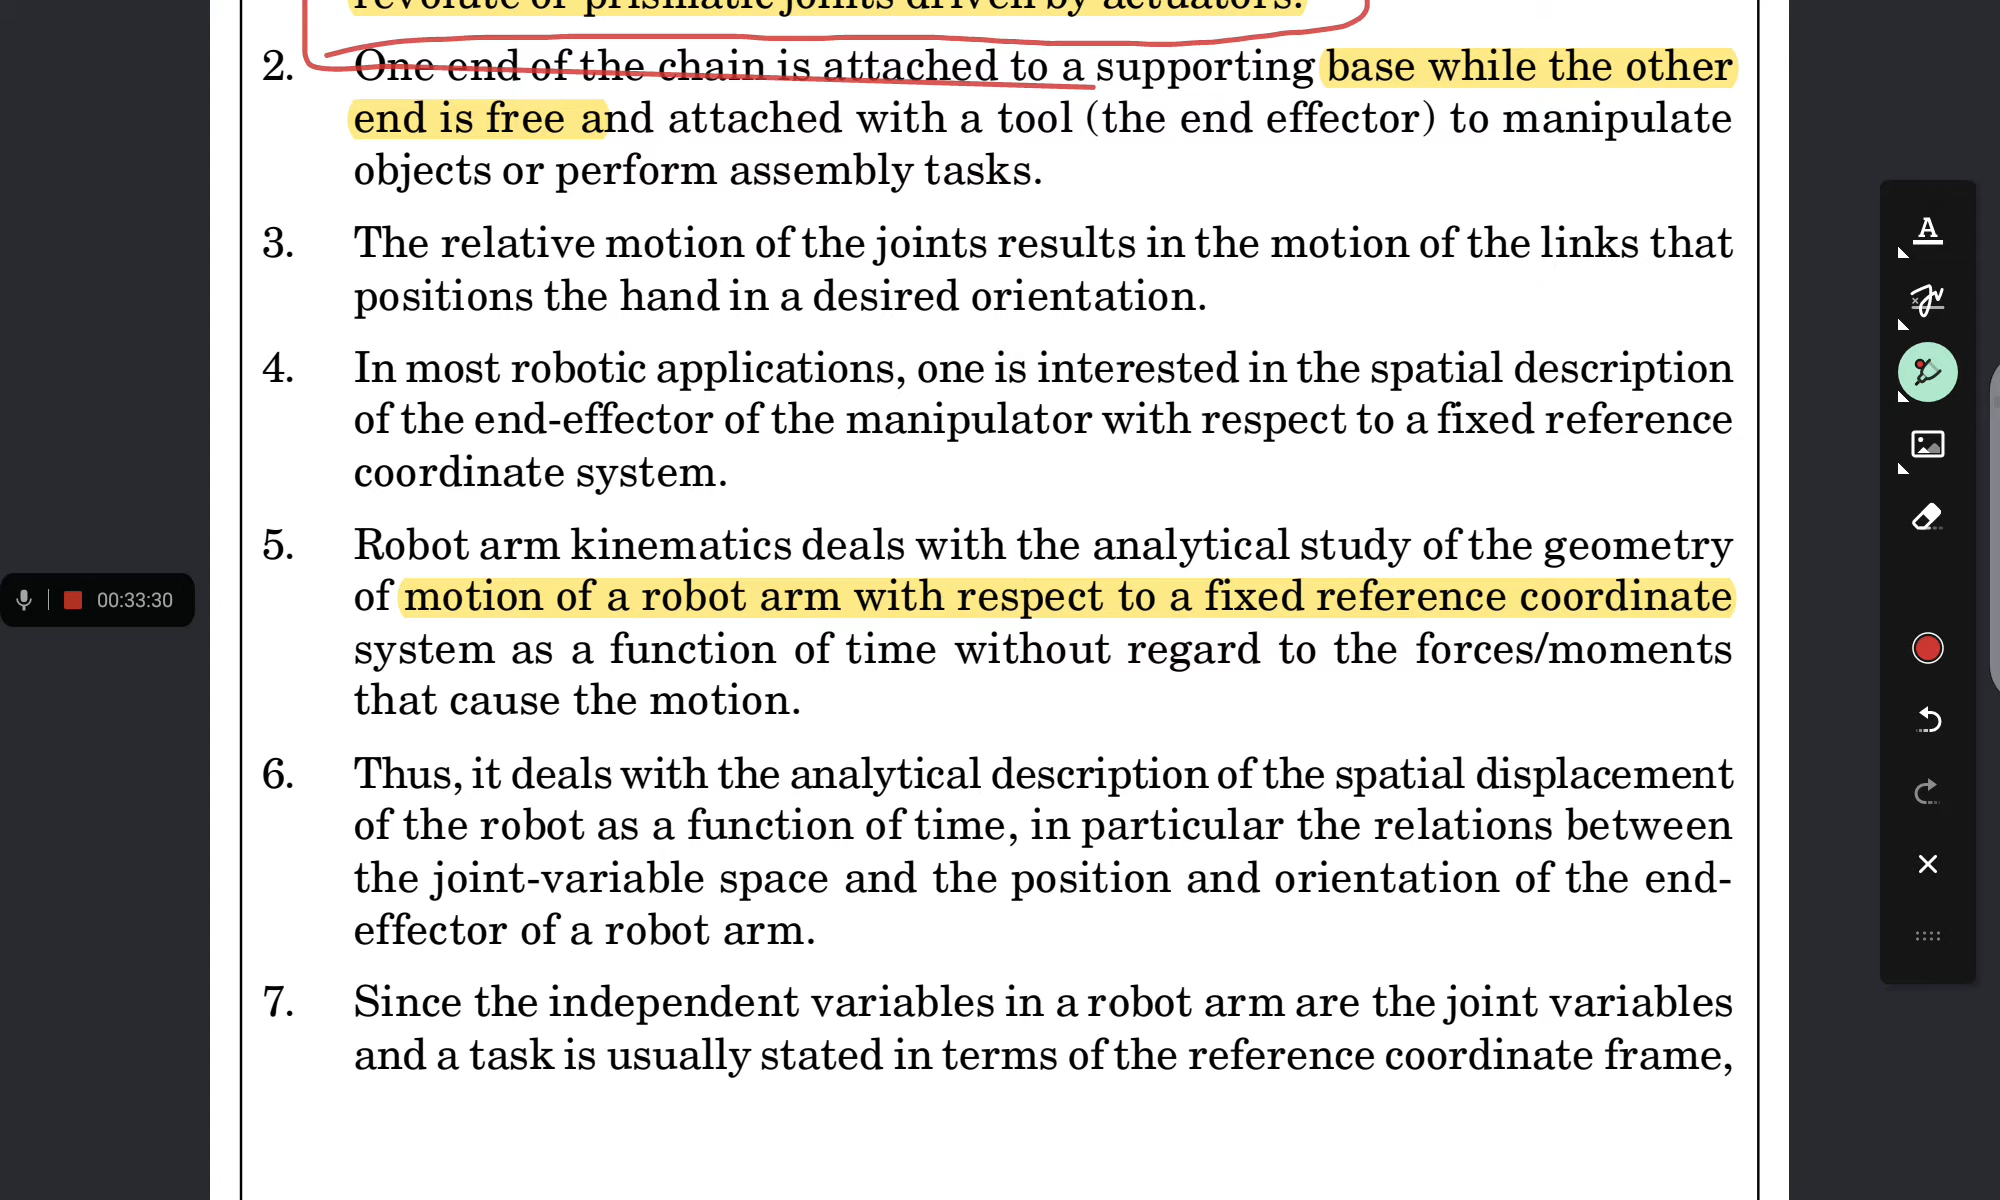 revolute or prismatic joints driven by actuators.
2. One end of the chain is attached to a supporting base while the other
end is free and attached with a tool (the end effector) to manipulate
objects or perform assembly tasks.
3. The relative motion of the joints results in the motion of the links that
positions the hand in a desired orientation.
4. In most robotic applications, one is interested in the spatial description
of the end-effector of the manipulator with respect to a fixed reference
coordinate system.
5. Robot arm kinematics deals with the analytical study of the geometry
of motion of a robot arm with respect to a fixed reference coordinate
system as a function of time without regard to the forces/moments
that cause the motion.
6. Thus, it deals with the analytical description of the spatial displacement
of the robot as a function of time, in particular the relations between
the joint-variable space and the position and orientation of the end-
effector of a robot arm.
7. Since the independent variables in a robot arm are the joint variables
and a task is usually stated in terms of the reference coordinate frame,
00:33:30
A